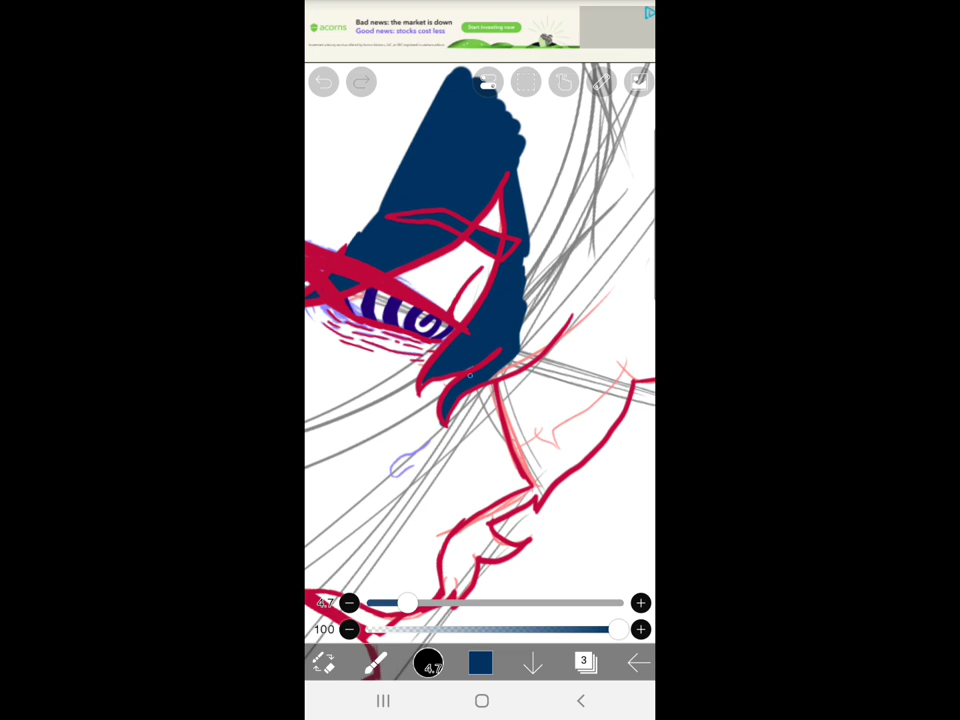 acorns
Bad news: the market is down
Good news: stocks cost less
Start investing now
4.7
100
4.7
3